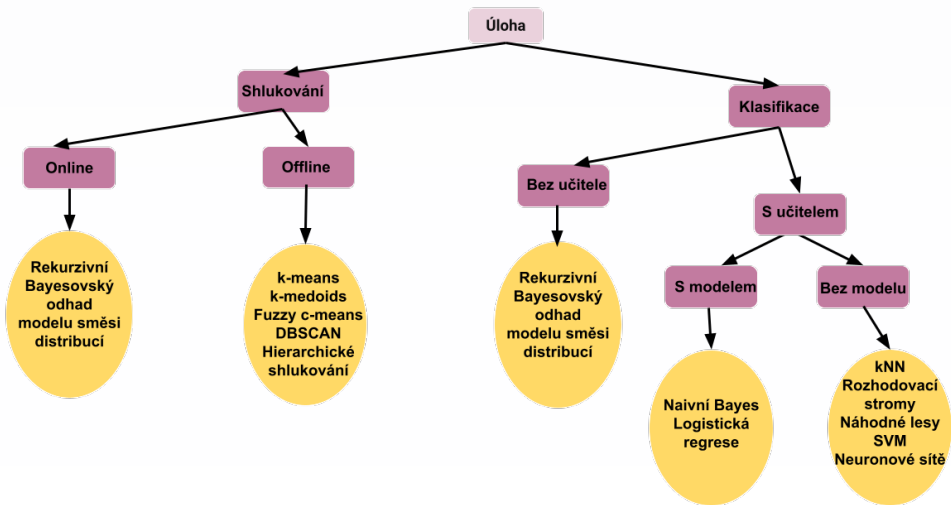 Úloha
Shlukování
Klasifikace
Online
Offline
Bez učitele
S učitelem
Rekurzivní
Bayesovský
odhad
modelu směsi
distribucí
k-means
k-medoids
Fuzzy c-means
DBSCAN
Hierarchické
shlukování
Rekurzivní
Bayesovský
odhad
modelu směsi
distribucí
S modelem
Bez modelu
Naivní Bayes
Logistická
regrese
kNN
Rozhodovací
stromy
Náhodné lesy
SVM
Neuronové sítě